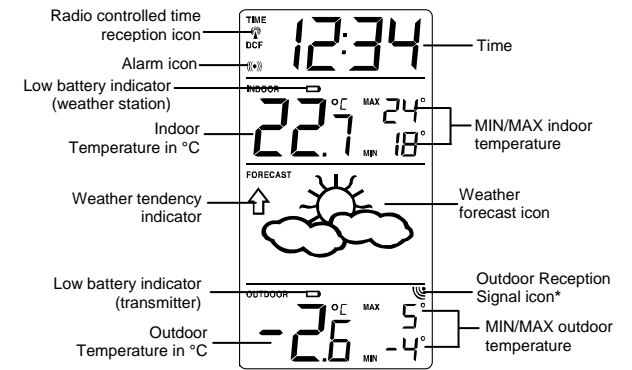 Radio controlled time
reception icon
TIME
DCF
12:34
Time
Alarm icon
Low battery indicator
(weather station)
INDOOR
Indoor
Temperature in °C
22.7 °C
MAX 24°
MIN 18°
MIN/MAX indoor
temperature
FORECAST
Weather tendency
indicator
Weather
forecast icon
Low battery indicator
(transmitter)
OUTDOOR
Outdoor Reception
Signal icon*
Outdoor
Temperature in °C
-2.6 °C
MAX 5°
MIN -4°
MIN/MAX outdoor
temperature